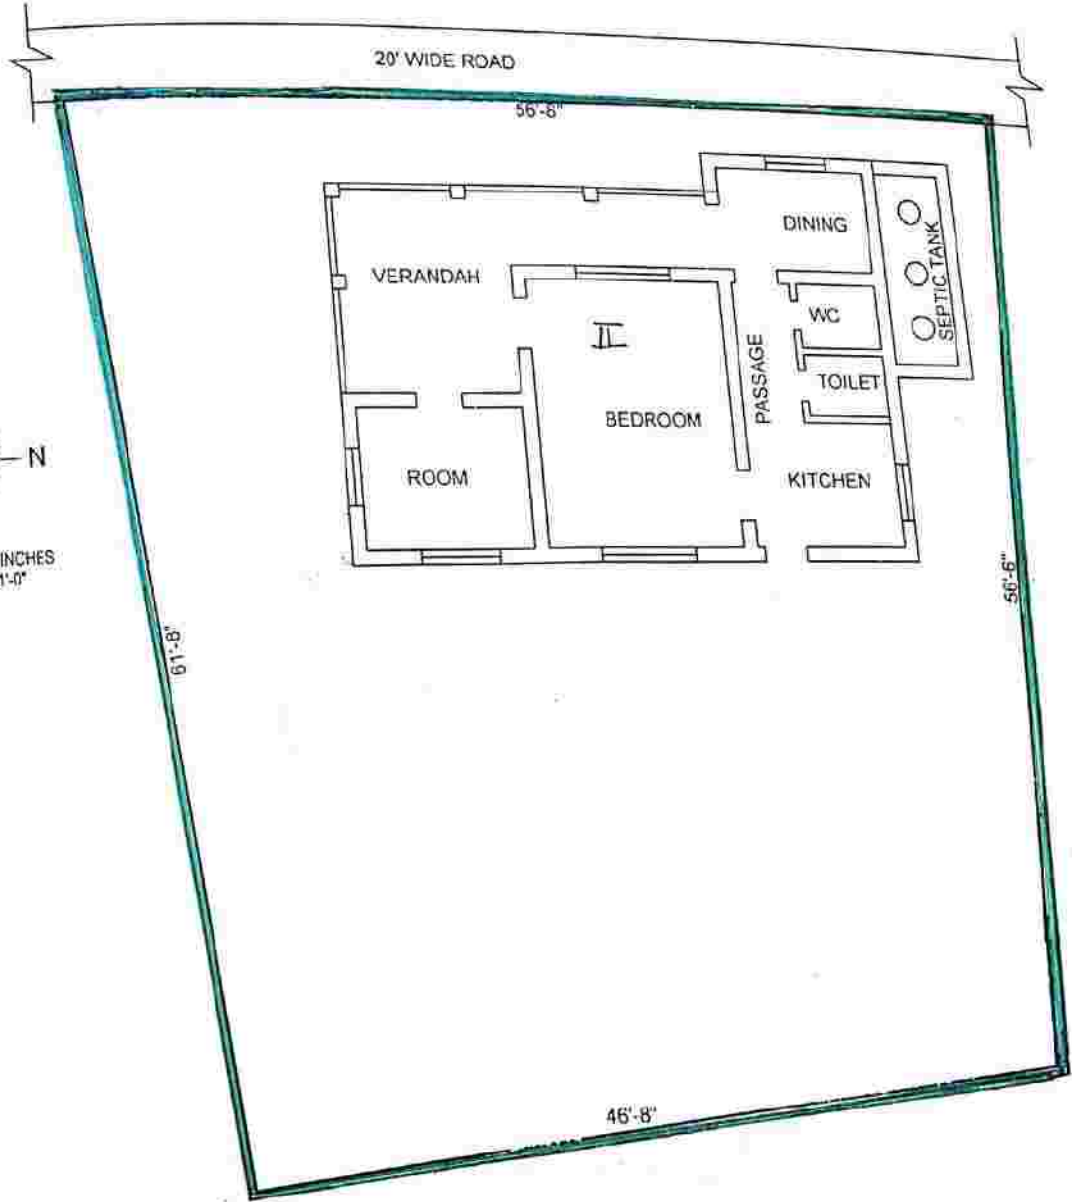 20' WIDE ROAD
56'-8"
DINING
SEPTIC TANK
VERANDAH
WC
II
PASSAGE
TOILET
BEDROOM
N
ROOM
KITCHEN
INCHES
1'-0"
56'-6"
61'-8"
46'-8"